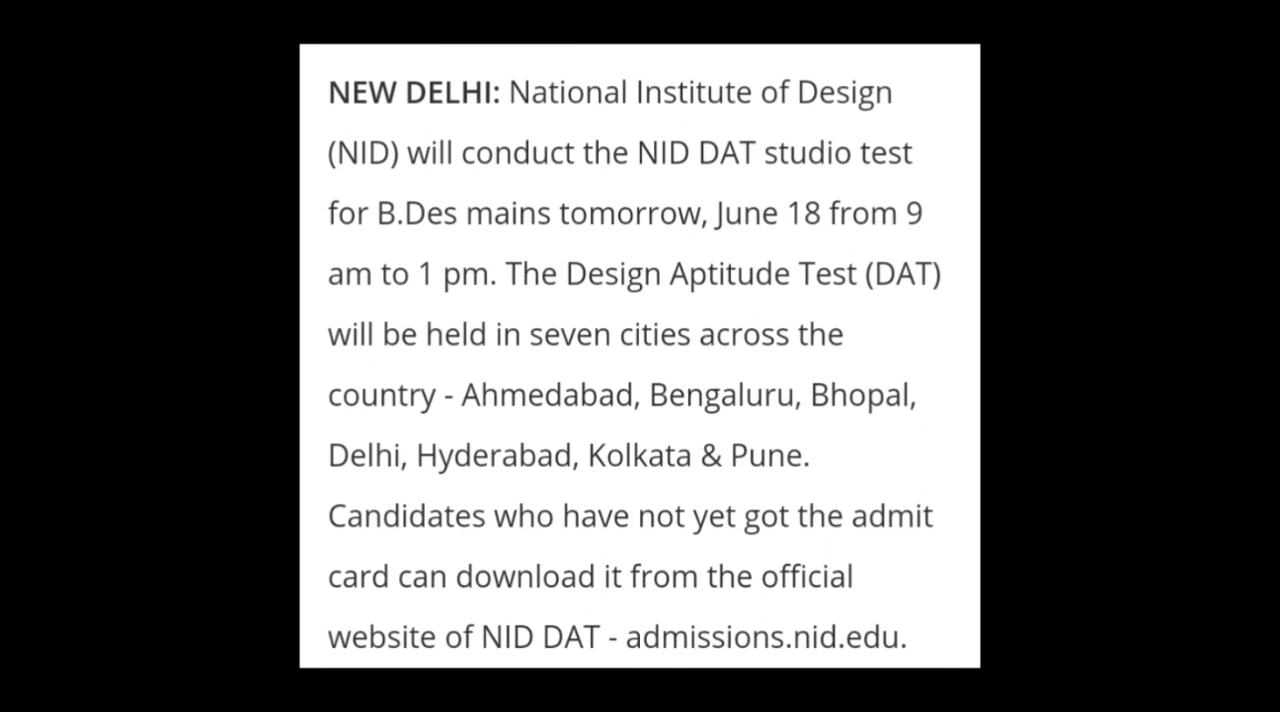 NEW DELHI: National Institute of Design
(NID) will conduct the NID DAT studio test
for B.Des mains tomorrow, June 18 from 9
am to 1 pm. The Design Aptitude Test (DAT)
will be held in seven cities across the
country - Ahmedabad, Bengaluru, Bhopal,
Delhi, Hyderabad, Kolkata & Pune.
Candidates who have not yet got the admit
card can download it from the official
website of NID DAT - admissions.nid.edu.